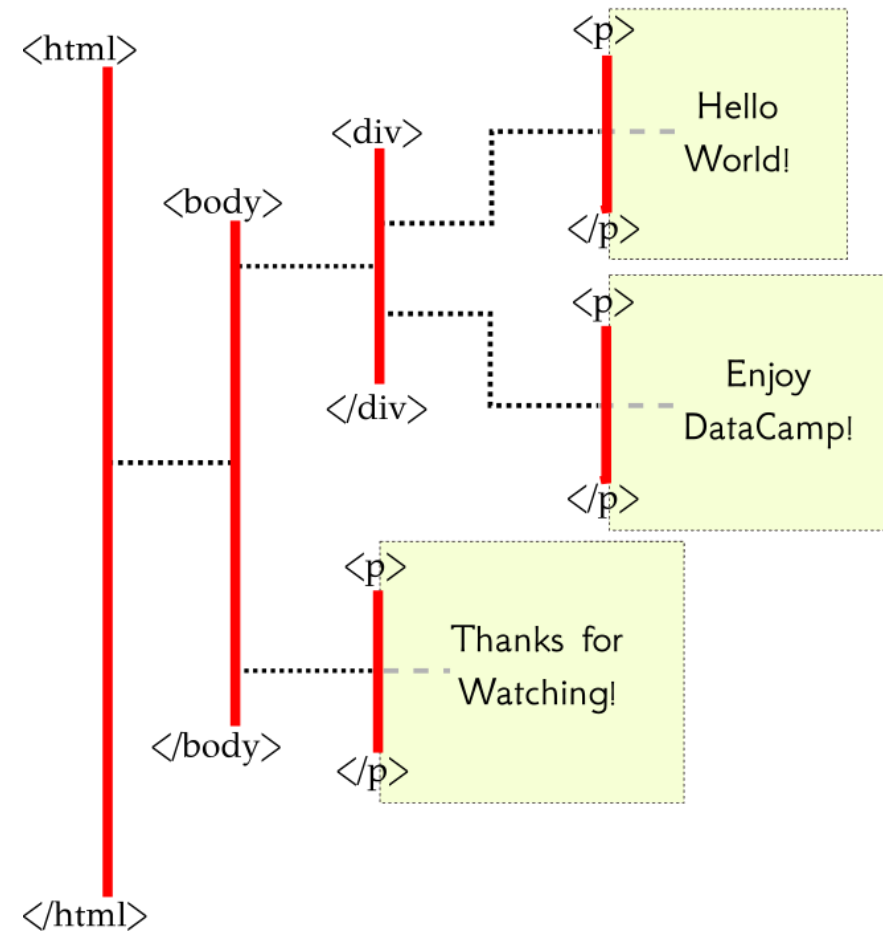 <html>
<body>
<div>
<p>
Hello
World!
</p>
<p>
Enjoy
DataCamp!
</p>
</div>
<p>
Thanks for
Watching!
</p>
</body>
</html>